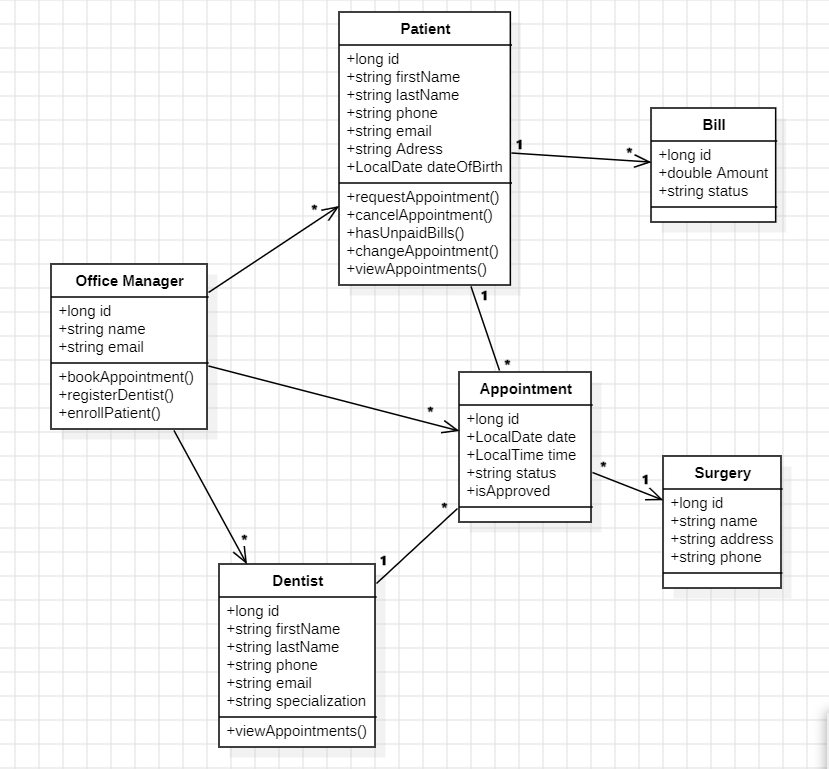 Patient
+long id
+string firstName
+string lastName
+string phone
+string email
+string Adress
+LocalDate dateOfBirth
+requestAppointment()
+cancelAppointment()
+hasUnpaidBills()
+changeAppointment()
+viewAppointments()
1
*
Bill
+long id
+double Amount
+string status
*
Office Manager
+long id
+string name
+string email
+bookAppointment()
+registerDentist()
+enrollPatient()
1
*
*
Appointment
+long id
+LocalDate date
+LocalTime time
+string status
+isApproved
*
1
Surgery
+long id
+string name
+string address
+string phone
*
1
*
Dentist
+long id
+string firstName
+string lastName
+string phone
+string email
+string specialization
+viewAppointments()